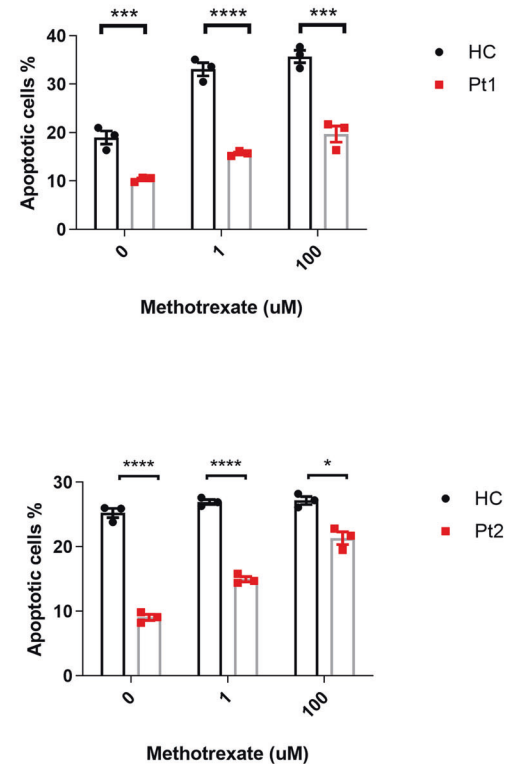 *** **** ***
40
30
20
10
0
Apoptotic cells %
HC
Pt1
0 1 100
Methotrexate (uM)
**** **** *
30
20
10
0
Apoptotic cells %
HC
Pt2
0 1 100
Methotrexate (uM)